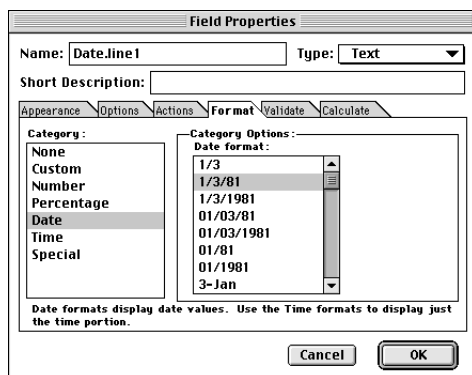 Field Properties
Name: Date.line1 Type: Text
Short Description:
Appearance Options Actions Format Validate Calculate
Category:
None
Custom
Number
Percentage
Date
Time
Special
Category Options:
Date format:
1/3
1/3/81
1/3/1981
01/03/81
01/03/1981
01/81
01/1981
3-Jan
Date formats display date values. Use the Time formats to display just
the time portion.
Cancel OK